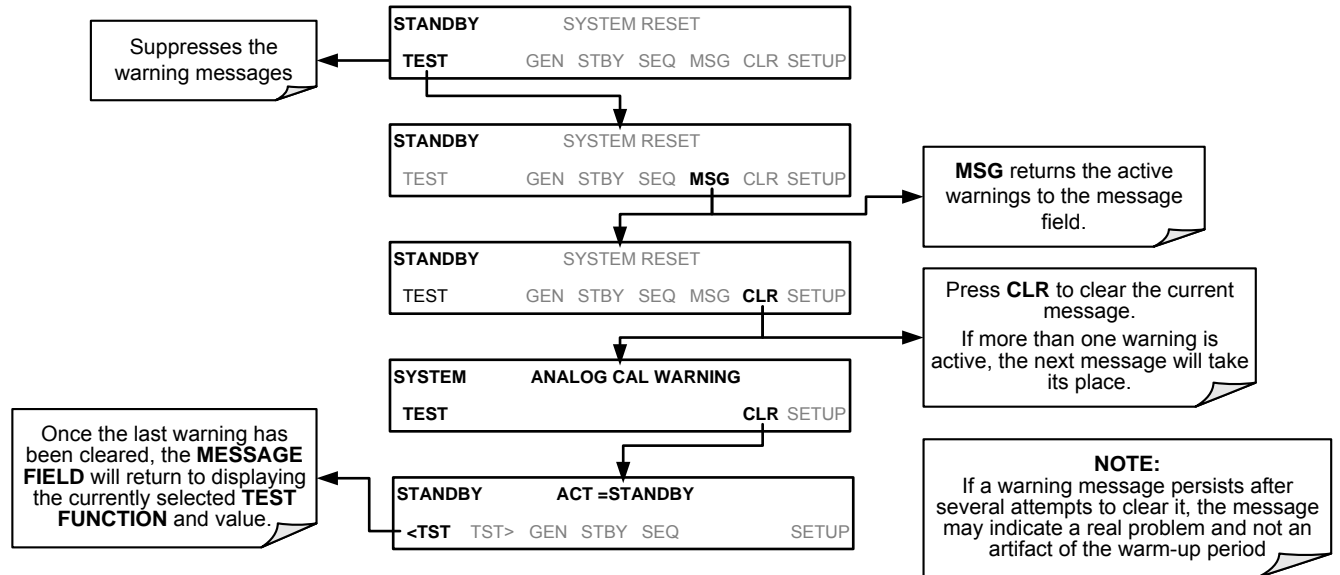 Suppresses the
warning messages
STANDBY SYSTEM RESET
TEST GEN STBY SEQ MSG CLR SETUP
STANDBY SYSTEM RESET
TEST GEN STBY SEQ MSG CLR SETUP
MSG returns the active
warnings to the message
field.
STANDBY SYSTEM RESET
TEST GEN STBY SEQ MSG CLR SETUP
Press CLR to clear the current
message.
If more than one warning is
active, the next message will take
its place.
SYSTEM ANALOG CAL WARNING
TEST CLR SETUP
Once the last warning has
been cleared, the MESSAGE
FIELD will return to displaying
the currently selected TEST
FUNCTION and value.
STANDBY ACT =STANDBY
<TST TST> GEN STBY SEQ SETUP
NOTE:
If a warning message persists after
several attempts to clear it, the message
may indicate a real problem and not an
artifact of the warm-up period